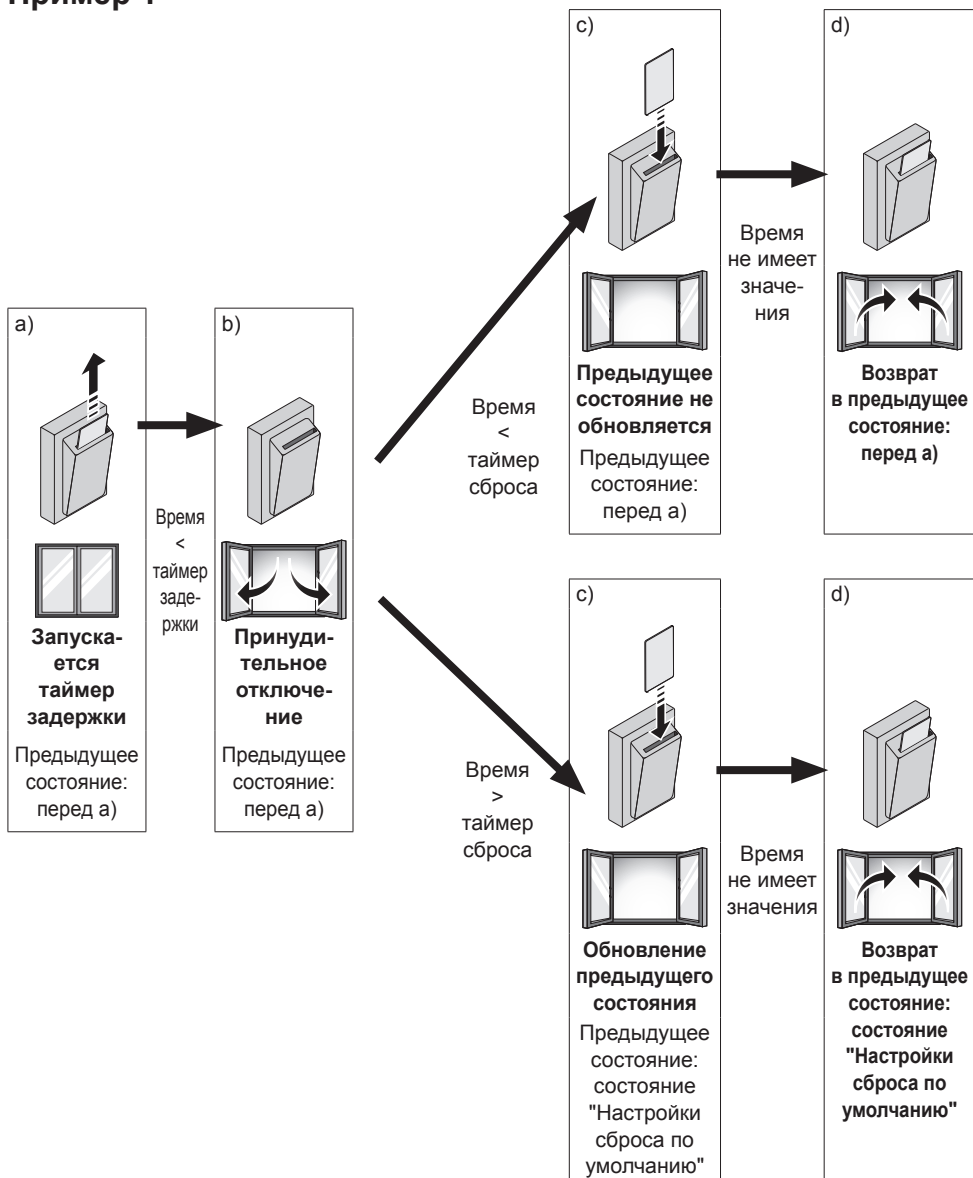 a)
Запуска-
ется
таймер
задержки
Предыдущее
состояние:
перед a)
Время
<
таймер
заде-
ржки
b)
Принуди-
тельное
отключе-
ние
Предыдущее
состояние:
перед a)
Время
<
таймер
сброса
c)
Предыдущее
состояние не
обновляется
Предыдущее
состояние:
перед a)
Время
не имеет
значе-
ния
d)
Возврат
в предыдущее
состояние:
перед a)
Время
>
таймер
сброса
c)
Обновление
предыдущего
состояния
Предыдущее
состояние:
состояние
"Настройки
сброса по
умолчанию"
Время
не имеет
значения
d)
Возврат
в предыдущее
состояние:
состояние
"Настройки
сброса по
умолчанию"